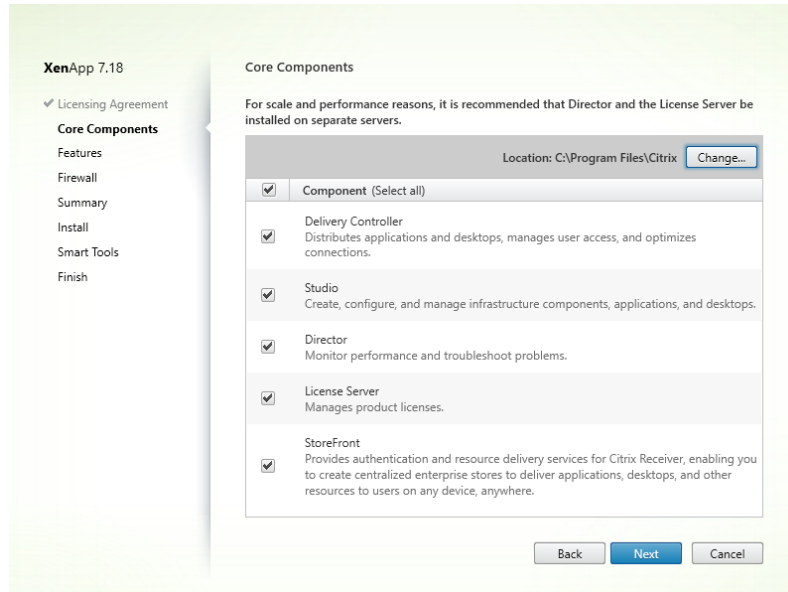 XenApp 7.18
Licensing Agreement
Core Components
Features
Firewall
Summary
Install
Smart Tools
Finish
Core Components
For scale and performance reasons, it is recommended that Director and the License Server be
installed on separate servers.
Location: C:\Program Files\Citrix Change...
Component (Select all)
Delivery Controller
Distributes applications and desktops, manages user access, and optimizes
connections.
Studio
Create, configure, and manage infrastructure components, applications, and desktops.
Director
Monitor performance and troubleshoot problems.
License Server
Manages product licenses.
StoreFront
Provides authentication and resource delivery services for Citrix Receiver, enabling you
to create centralized enterprise stores to deliver applications, desktops, and other
resources to users on any device, anywhere.
Back Next Cancel